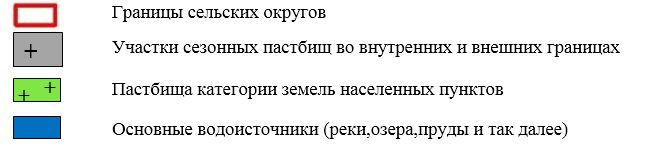 Границы сельских округов
Участки сезонных пастбищ во внутренних и внешних границах
Пастбища категории земель населенных пунктов
Основные водоисточники (реки,озера,пруды и так далее)